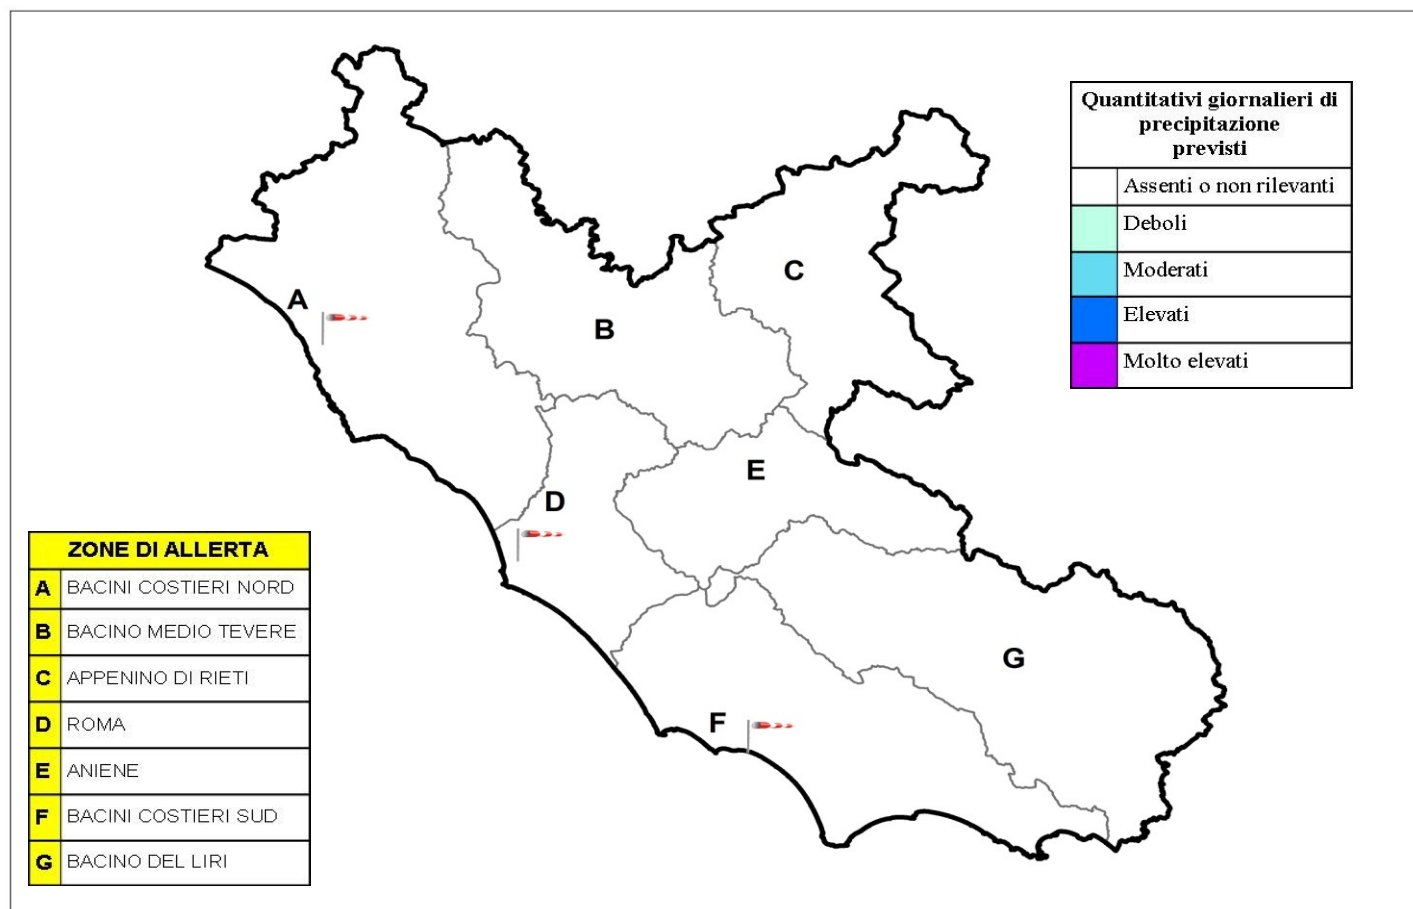 Quantitativi giornalieri di
precipitazione
previsti
Assenti o non rilevanti
Deboli
Moderati
Elevati
Molto elevati
A
B
C
D
E
F
G
ZONE DI ALLERTA
A BACINI COSTIERI NORD
B BACINO MEDIO TEVERE
C APPENINO DI RIETI
D ROMA
E ANIENE
F BACINI COSTIERI SUD
G BACINO DEL LIRI